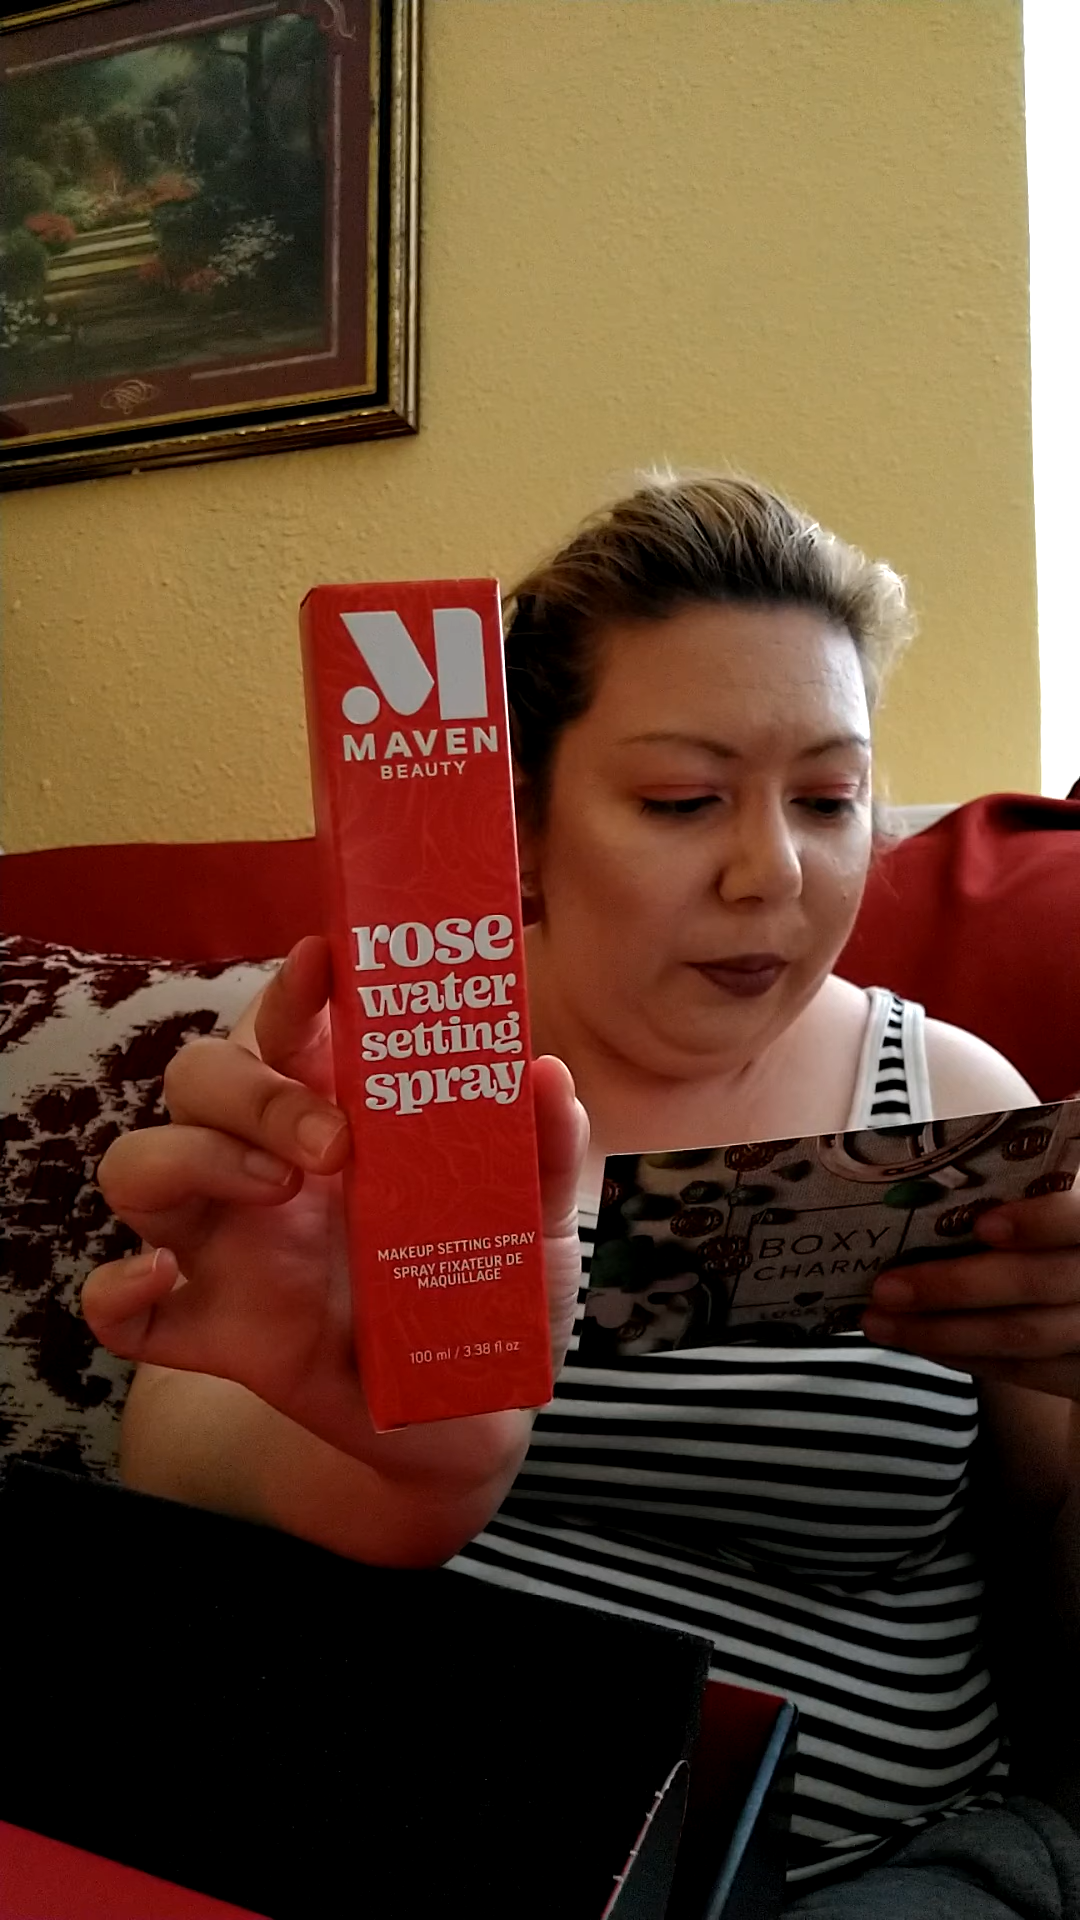 MAVEN
BEAUTY
rose
water
setting
spray
MAKEUP SETTING SPRAY
SPRAY FIXATEUR DE
MAQUILLAGE
100 ml / 3.38 fl oz
BOXY
CHARM
LUCKY